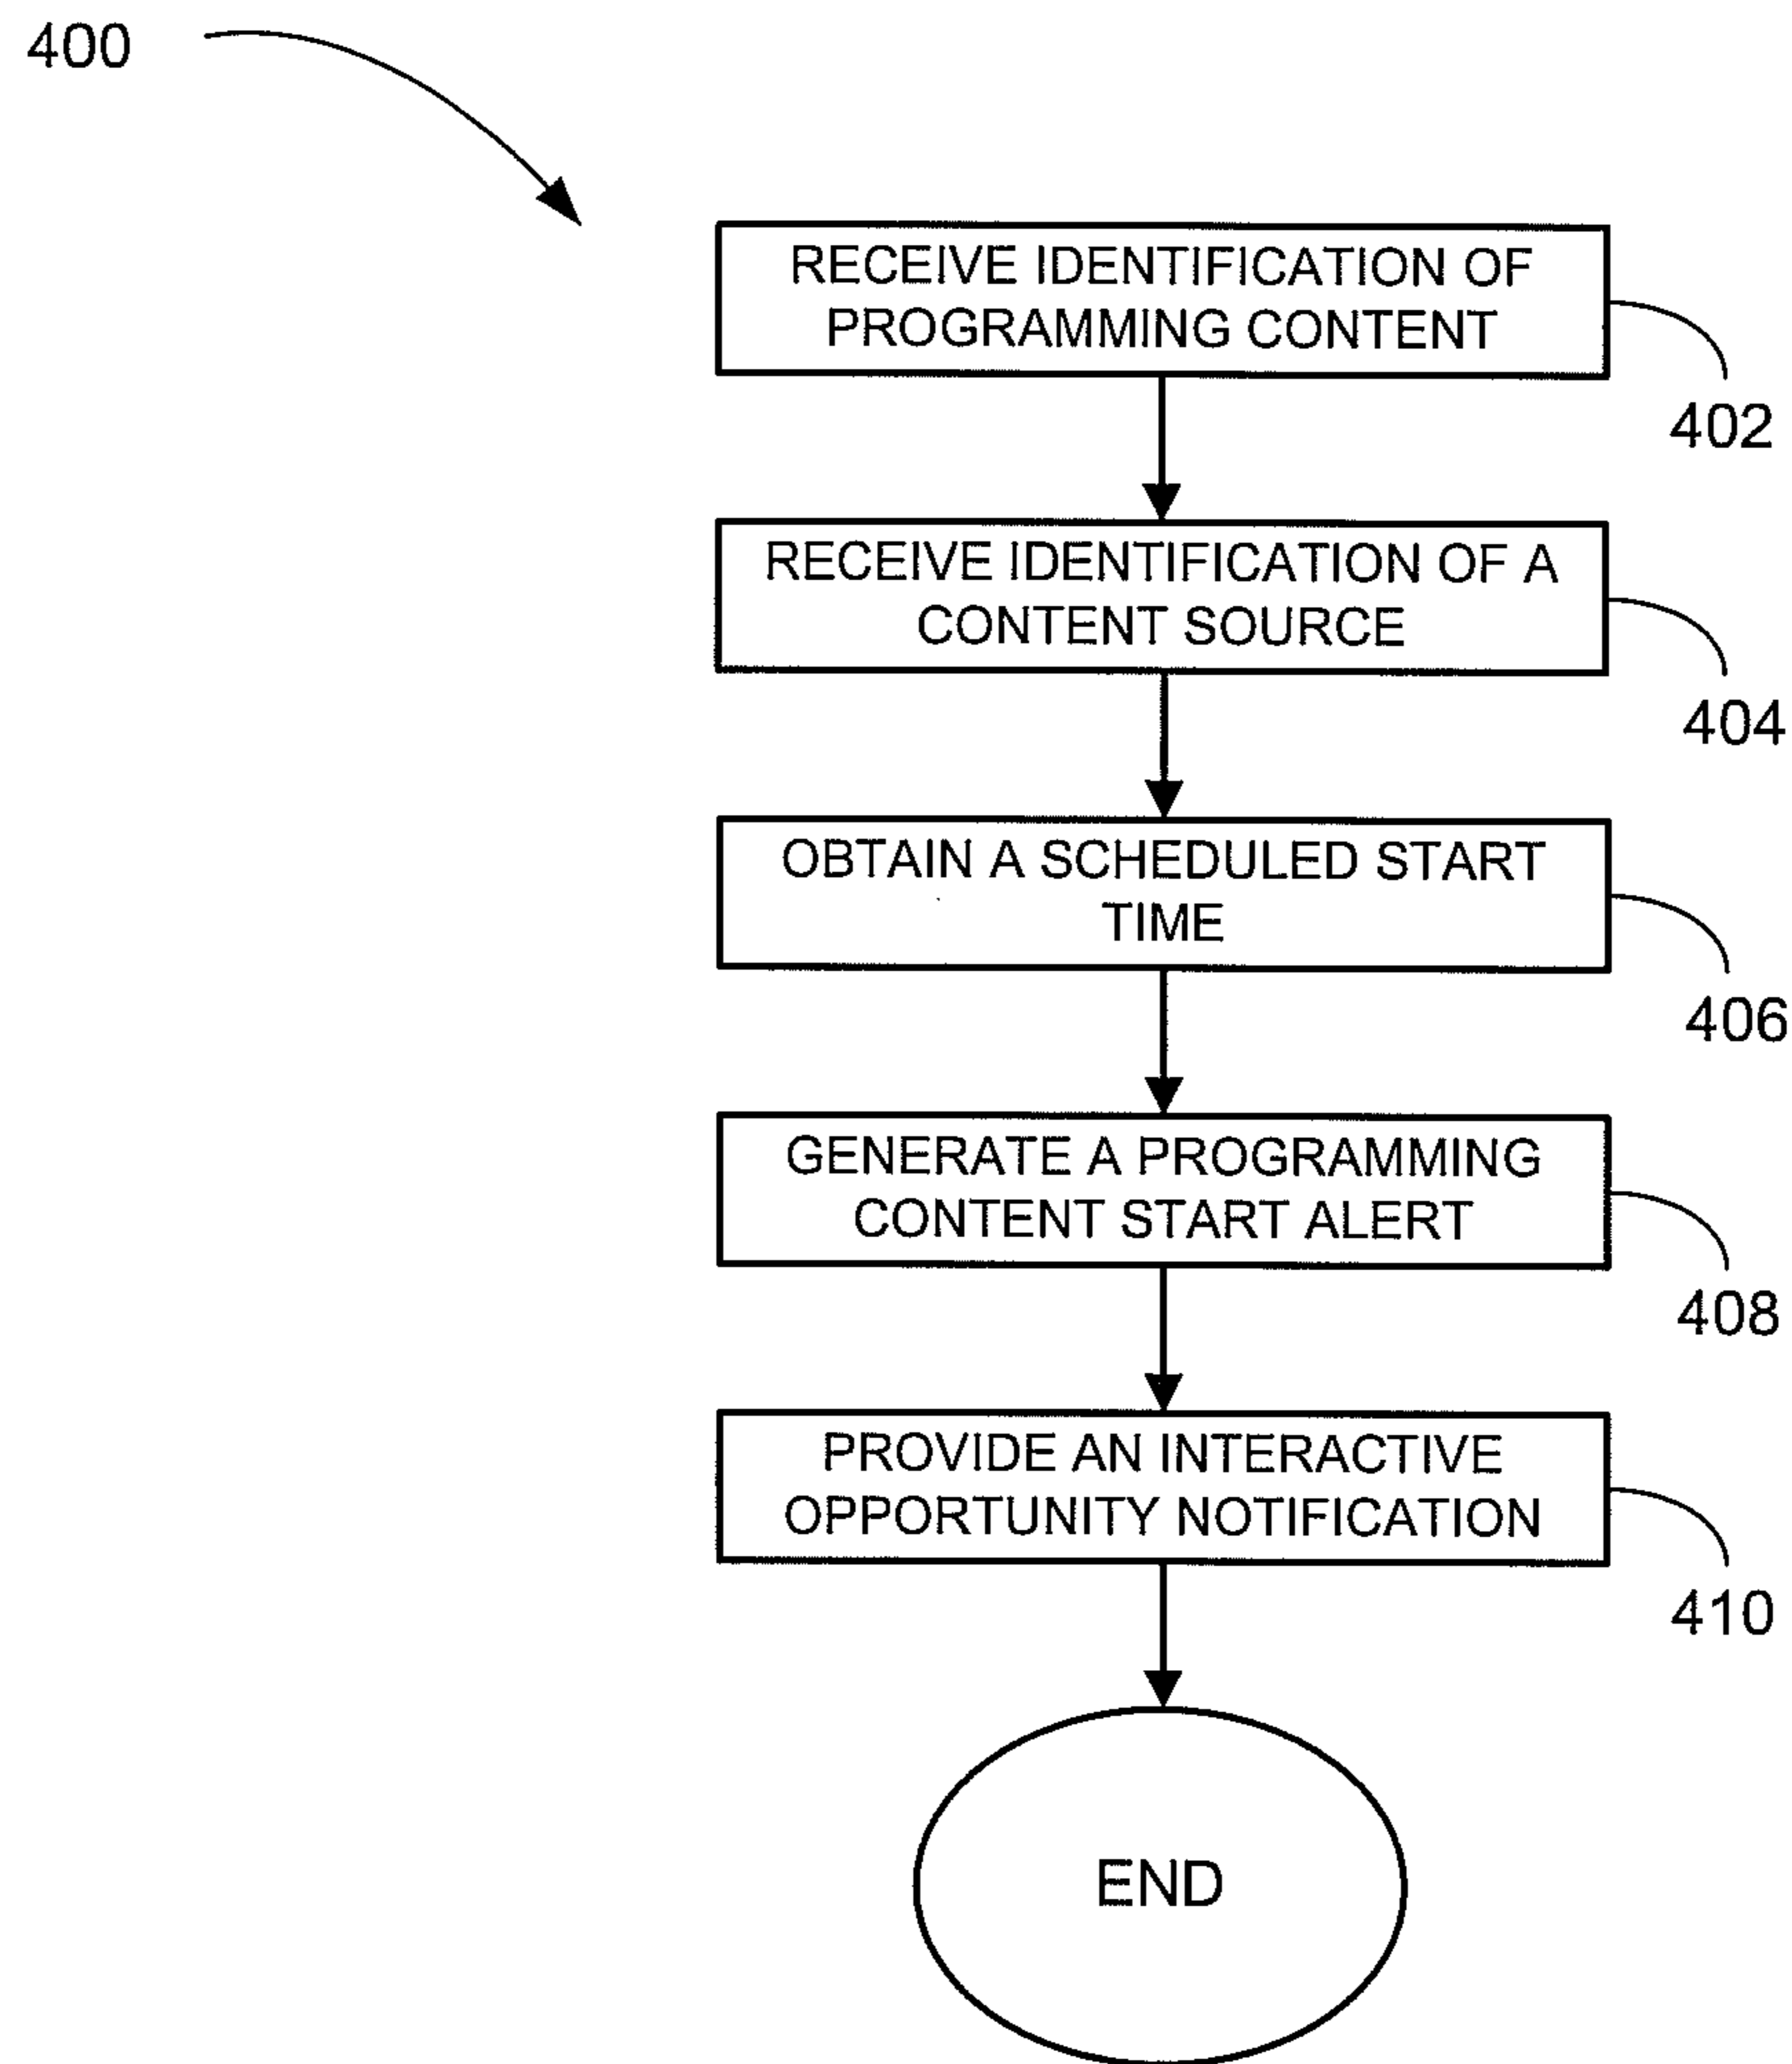 400
RECEIVE IDENTIFICATION OF
PROGRAMMING CONTENT
402
RECEIVE IDENTIFICATION OF A
CONTENT SOURCE
404
OBTAIN A SCHEDULED START
TIME
406
GENERATE A PROGRAMMING
CONTENT START ALERT
408
PROVIDE AN INTERACTIVE
OPPORTUNITY NOTIFICATION
410
END